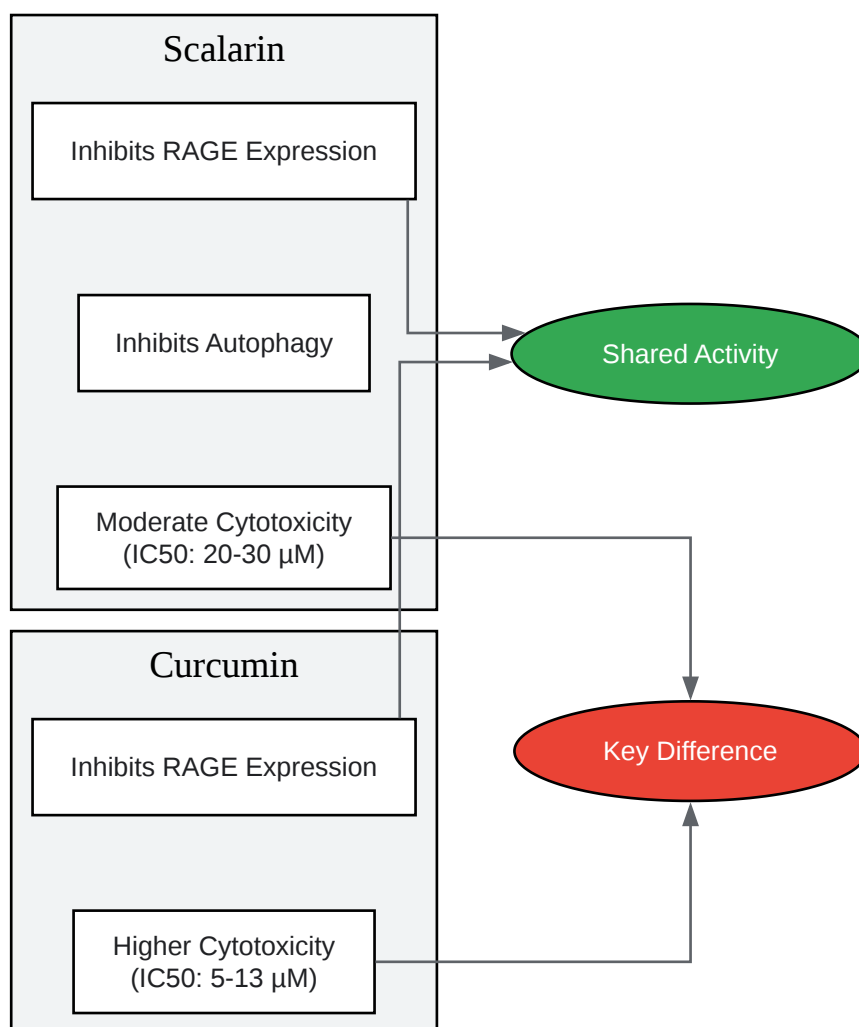 Scalarin
Inhibits RAGE Expression
Inhibits Autophagy
Shared Activity
Moderate Cytotoxicity
(IC50: 20-30 µM)
Curcumin
Inhibits RAGE Expression
Key Difference
Higher Cytotoxicity
(IC50: 5-13 µM)